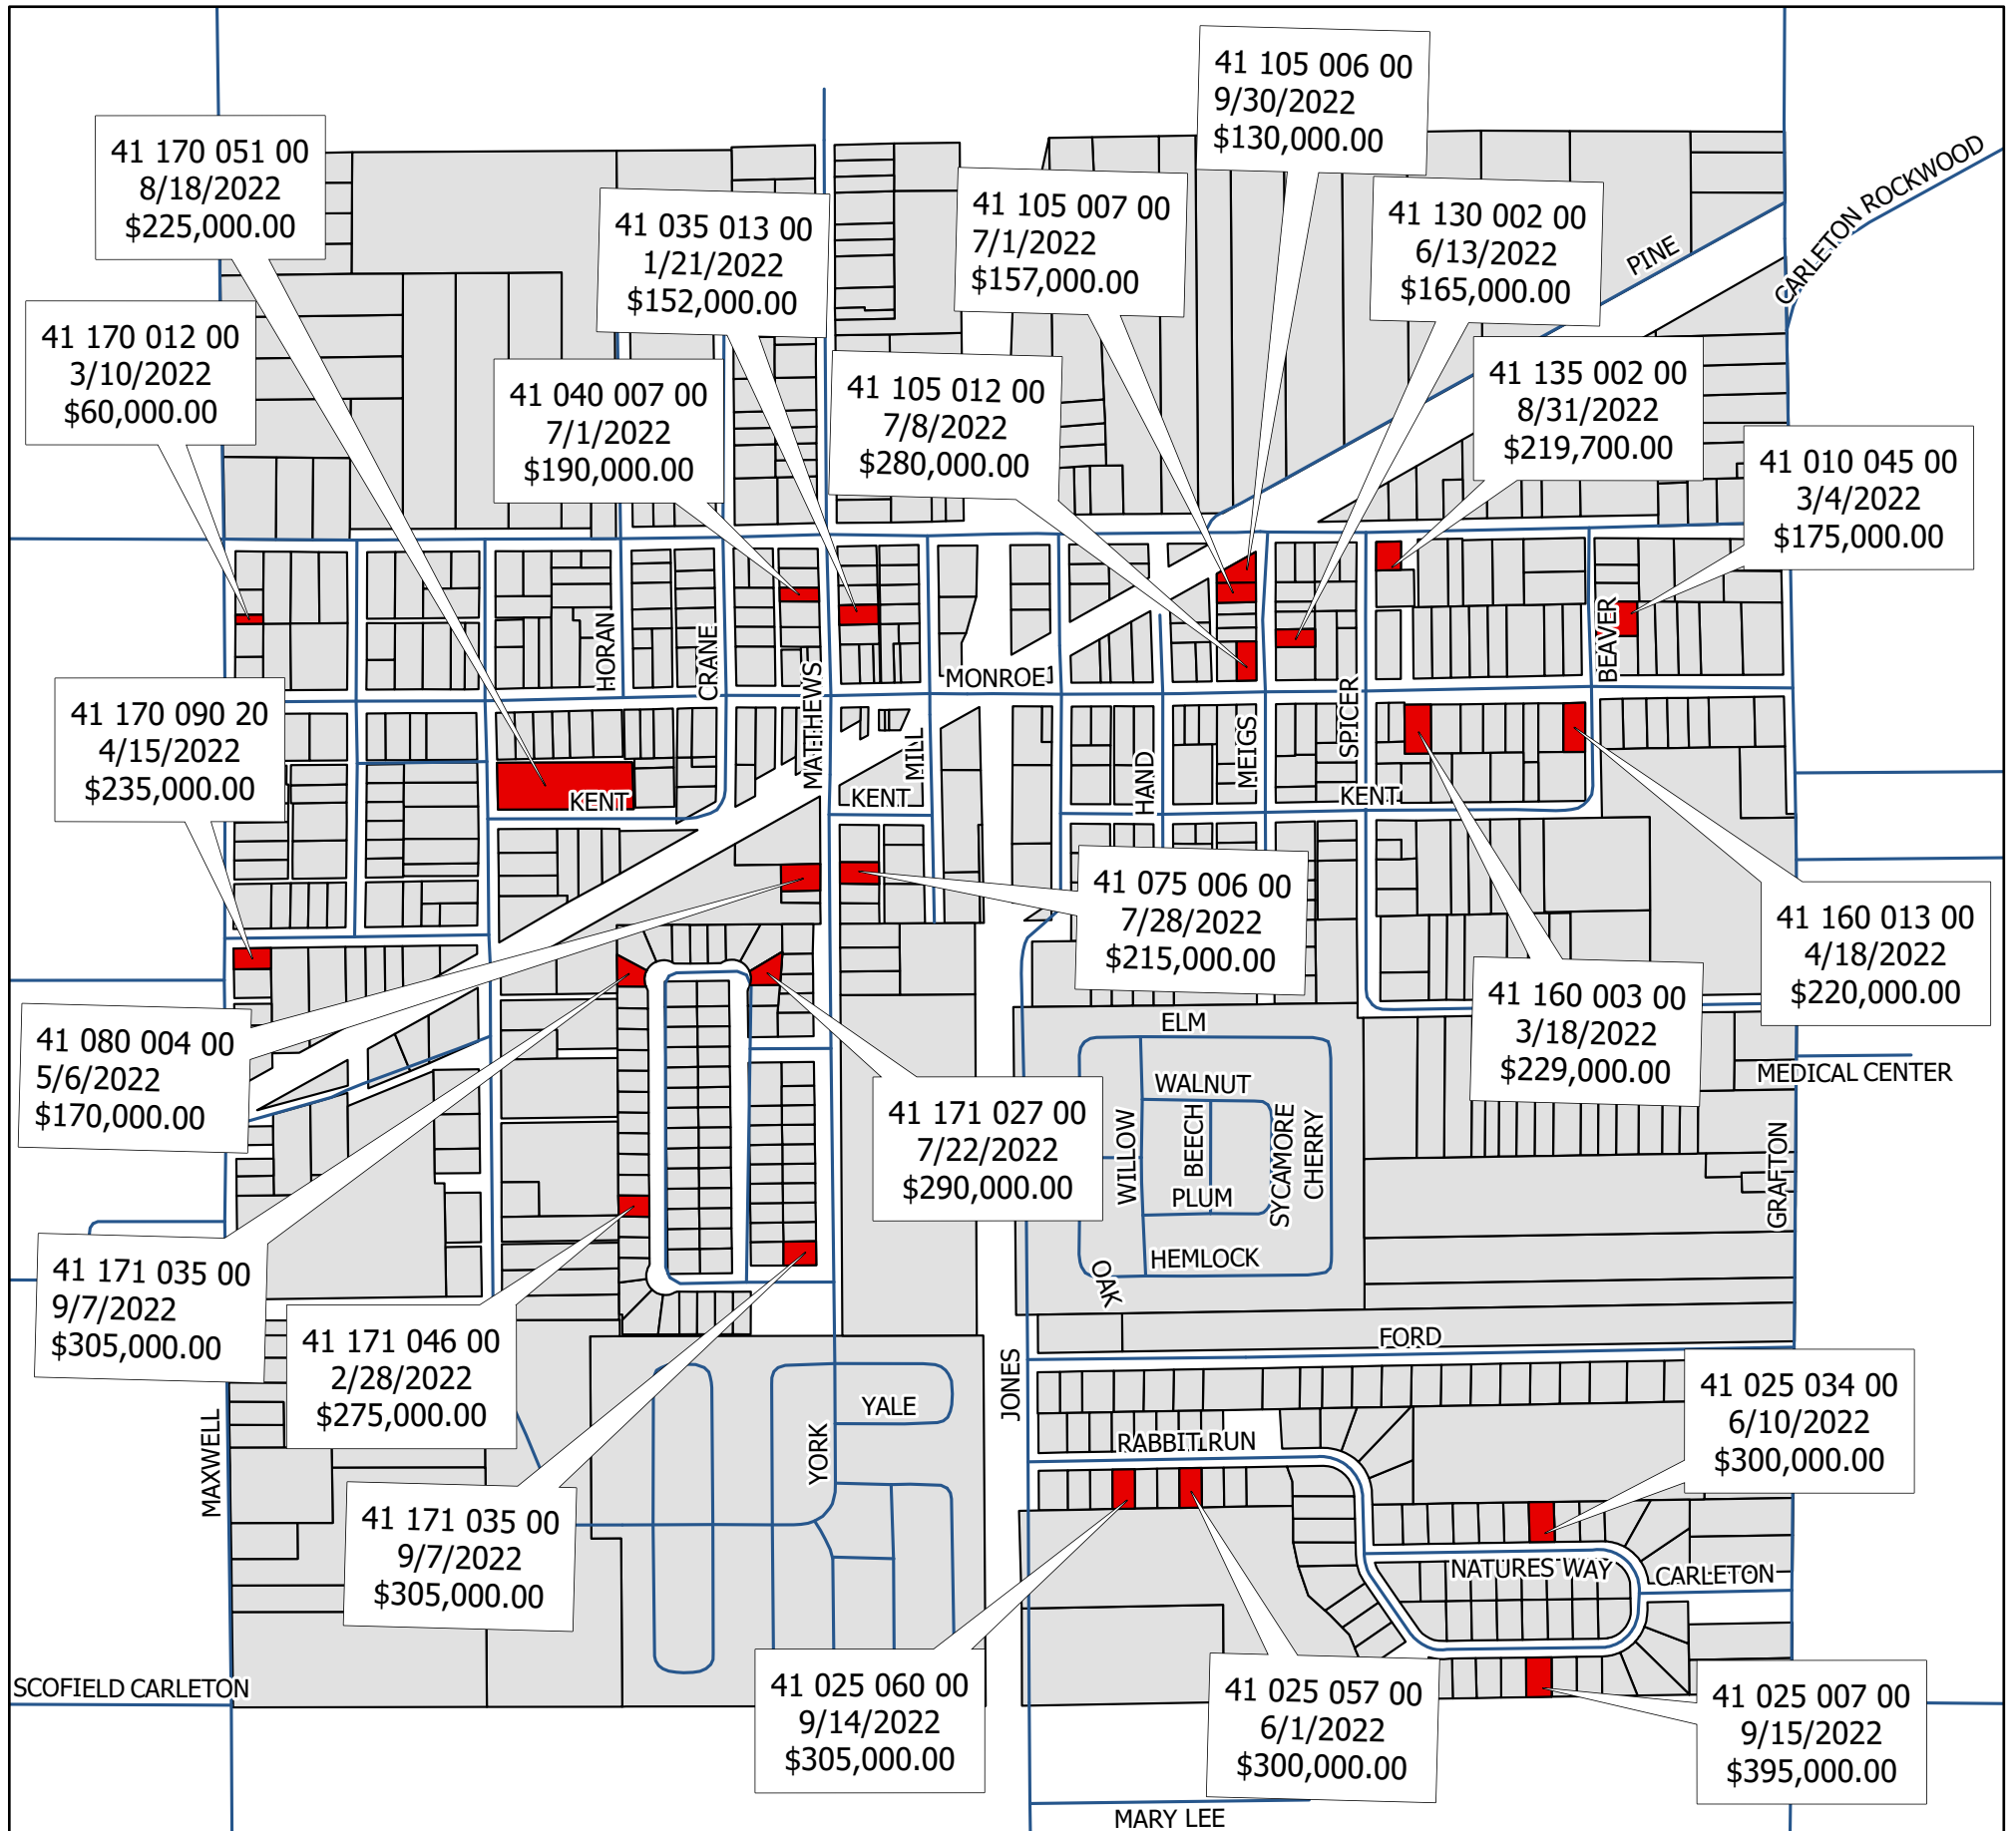 41 105 006 00
9/30/2022
$130,000.00
41 170 051 00
8/18/2022
$225,000.00
41 035 013 00
1/21/2022
$152,000.00
41 105 007 00
7/1/2022
$157,000.00
41 130 002 00
6/13/2022
$165,000.00
PINE
CARLETON ROCKWOOD
41 170 012 00
3/10/2022
$60,000.00
41 040 007 00
7/1/2022
$190,000.00
41 105 012 00
7/8/2022
$280,000.00
41 135 002 00
8/31/2022
$219,700.00
41 010 045 00
3/4/2022
$175,000.00
HORAN
CRANE
MATTHEWS
MONROE
BEAVER
SPICER
MEIGS
MILL
HAND
KENT
KENT
KENT
41 170 090 20
4/15/2022
$235,000.00
41 075 006 00
7/28/2022
$215,000.00
41 160 013 00
4/18/2022
$220,000.00
41 160 003 00
3/18/2022
$229,000.00
41 080 004 00
5/6/2022
$170,000.00
ELM
WALNUT
WILLOW
BEECH
SYCAMORE
CHERRY
PLUM
HEMLOCK
OAK
MEDICAL CENTER
GRAFTON
41 171 027 00
7/22/2022
$290,000.00
41 171 035 00
9/7/2022
$305,000.00
41 171 046 00
2/28/2022
$275,000.00
FORD
JONES
YALE
YORK
MAXWELL
RABBIT RUN
41 025 034 00
6/10/2022
$300,000.00
41 171 035 00
9/7/2022
$305,000.00
NATURES WAY
CARLETON
SCOFIELD CARLETON
41 025 060 00
9/14/2022
$305,000.00
41 025 057 00
6/1/2022
$300,000.00
41 025 007 00
9/15/2022
$395,000.00
MARY LEE